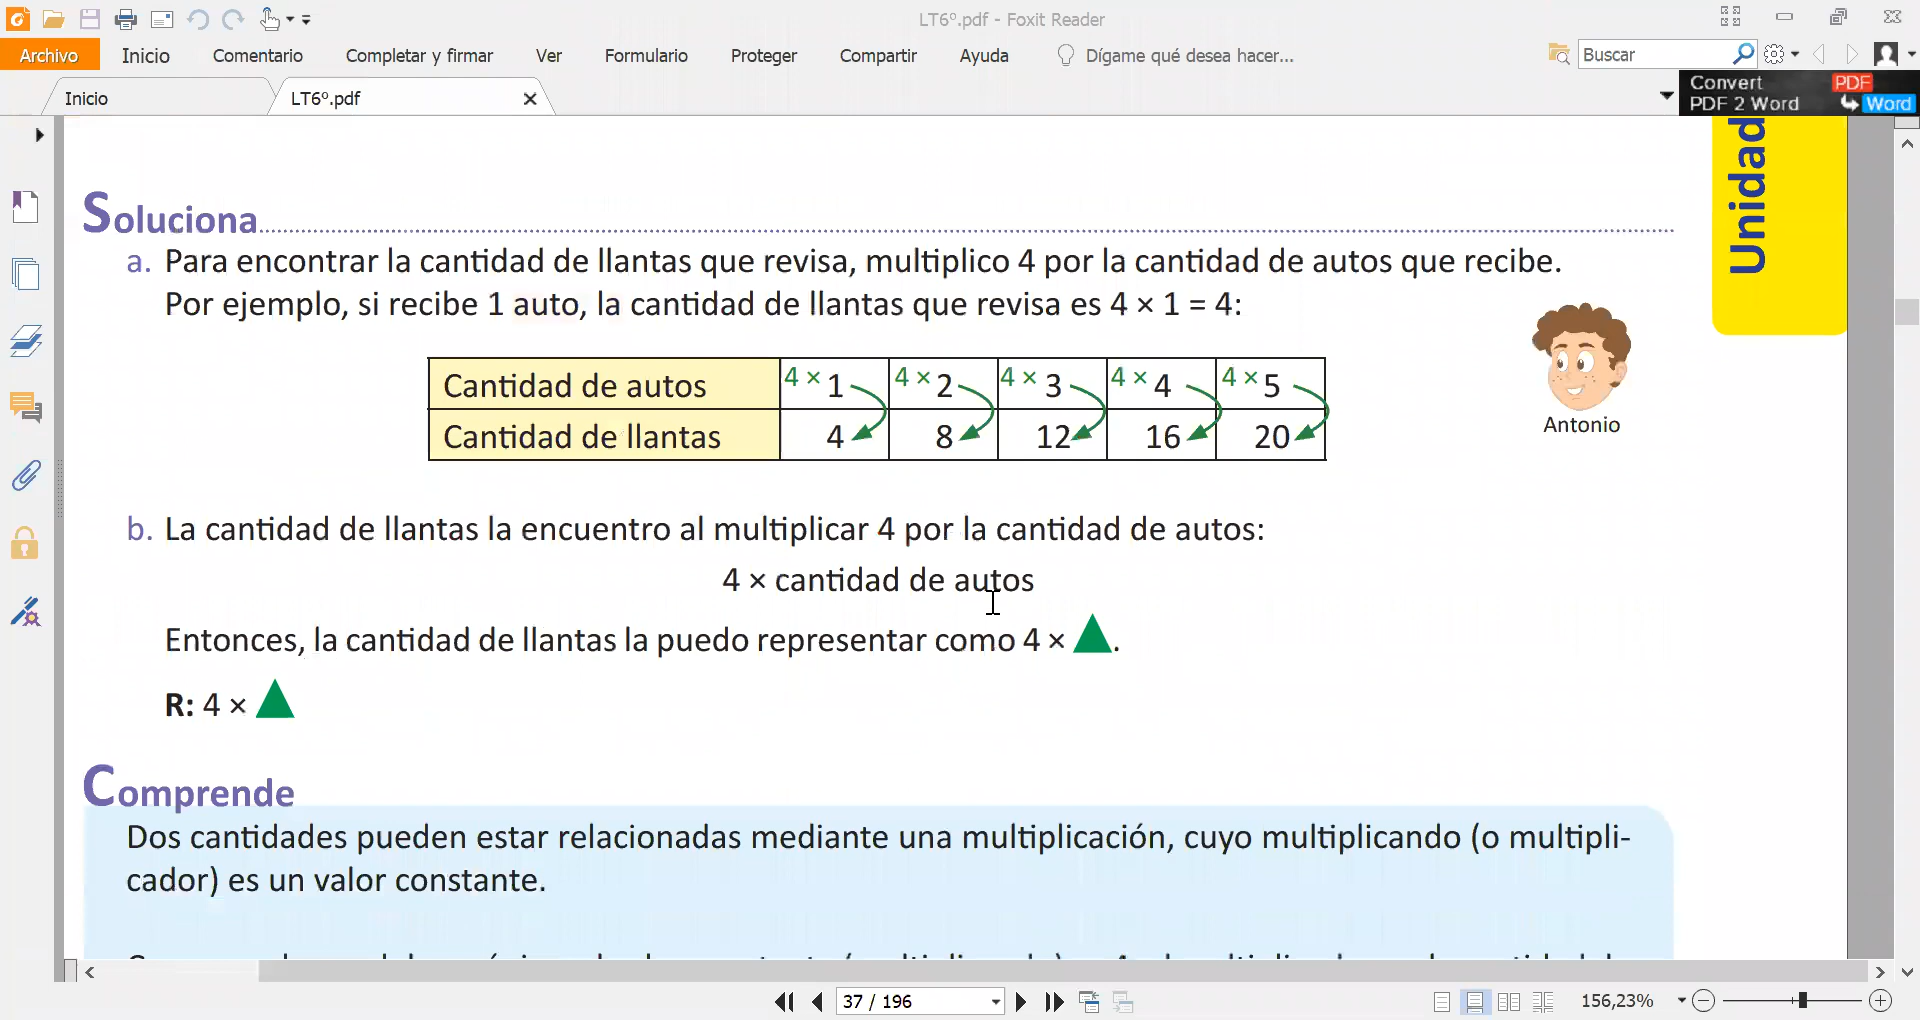 LT6º.pdf - Foxit Reader
Archivo Inicio Comentario Completar y firmar Ver Formulario Proteger Compartir Ayuda Dígame qué desea hacer... Buscar
Inicio LT6º.pdf
Convert PDF
PDF 2 Word Word
Unidad
Soluciona
a. Para encontrar la cantidad de llantas que revisa, multiplico 4 por la cantidad de autos que recibe.
Por ejemplo, si recibe 1 auto, la cantidad de llantas que revisa es 4 × 1 = 4:
Cantidad de autos 4 × 1 4 × 2 4 × 3 4 × 4 4 × 5
Cantidad de llantas 4 8 12 16 20
Antonio
b. La cantidad de llantas la encuentro al multiplicar 4 por la cantidad de autos:
4 × cantidad de autos
Entonces, la cantidad de llantas la puedo representar como 4 × ▲.
R: 4 × ▲
Comprende
Dos cantidades pueden estar relacionadas mediante una multiplicación, cuyo multiplicando (o multipli-
cador) es un valor constante.
37 / 196
156,23%